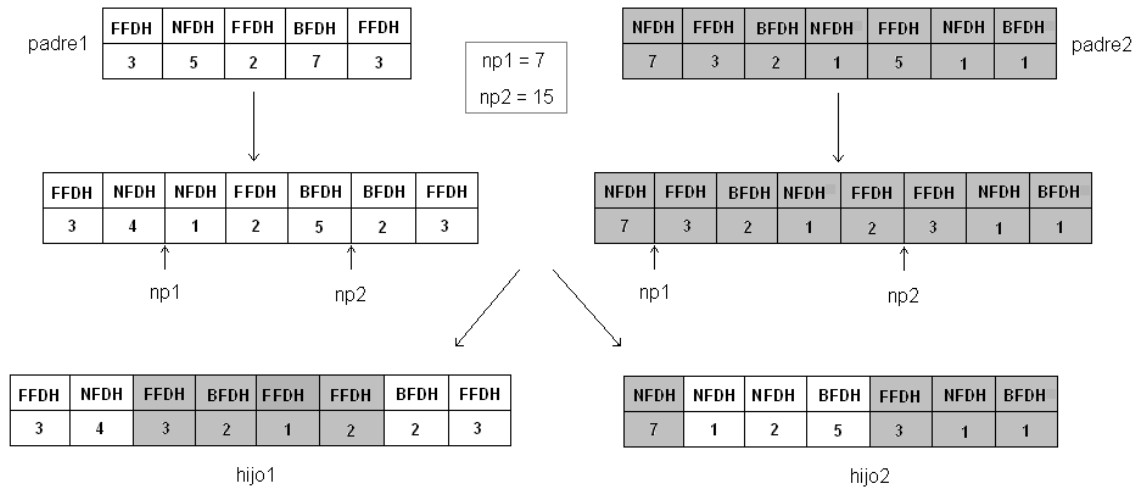 padre1
FFDH NFDH FFDH BFDH FFDH
3 5 2 7 3
np1 = 7
np2 = 15
NFDH FFDH BFDH NFDH FFDH NFDH BFDH
7 3 2 1 5 1 1
padre2
FFDH NFDH NFDH FFDH BFDH BFDH FFDH
3 4 1 2 5 2 3
np1 np2
NFDH FFDH BFDH NFDH FFDH FFDH NFDH BFDH
7 3 2 1 2 3 1 1
np1 np2
FFDH NFDH FFDH BFDH FFDH FFDH BFDH FFDH
3 4 3 2 1 2 2 3
hijo1
NFDH NFDH NFDH BFDH FFDH NFDH BFDH
7 1 2 5 3 1 1
hijo2